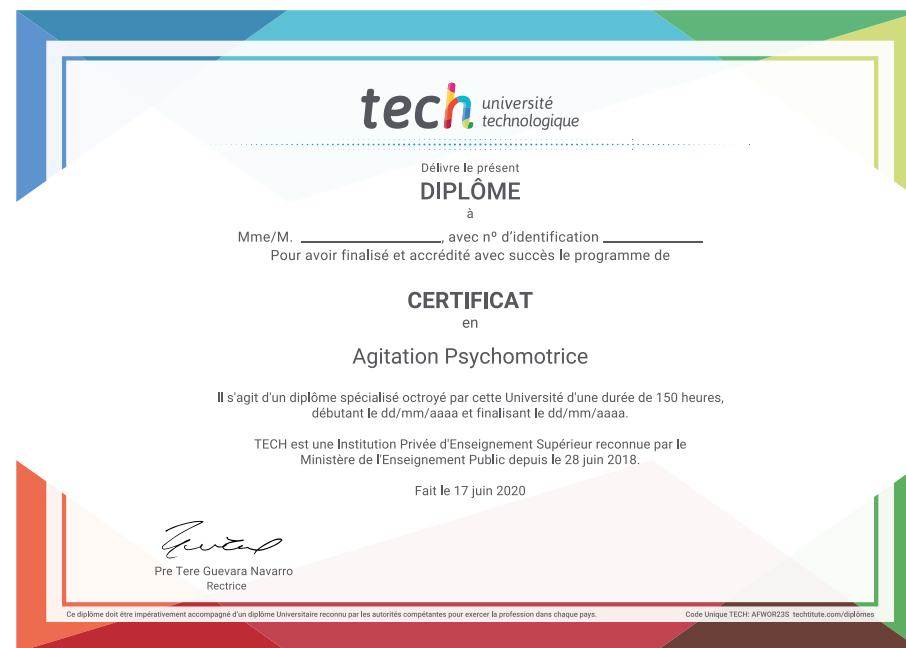 tech université
technologique
Délivre le présent
DIPLÔME
à
Mme/M. ____________________, avec nº d'identification ______________
Pour avoir finalisé et accrédité avec succès le programme de
CERTIFICAT
en
Agitation Psychomotrice
Il s'agit d'un diplôme spécialisé octroyé par cette Université d'une durée de 150 heures,
débutant le dd/mm/aaaa et finalisant le dd/mm/aaaa.
TECH est une Institution Privée d'Enseignement Supérieur reconnue par le
Ministère de l'Enseignement Public depuis le 28 juin 2018.
Fait le 17 juin 2020
Pre Tere Guevara Navarro
Rectrice
Ce diplôme doit être impérativement accompagné d'un diplôme Universitaire reconnu par les autorités compétantes pour exercer la profession dans chaque pays. Code Unique TECH: AFWOR23S techtitute.com/diplômes